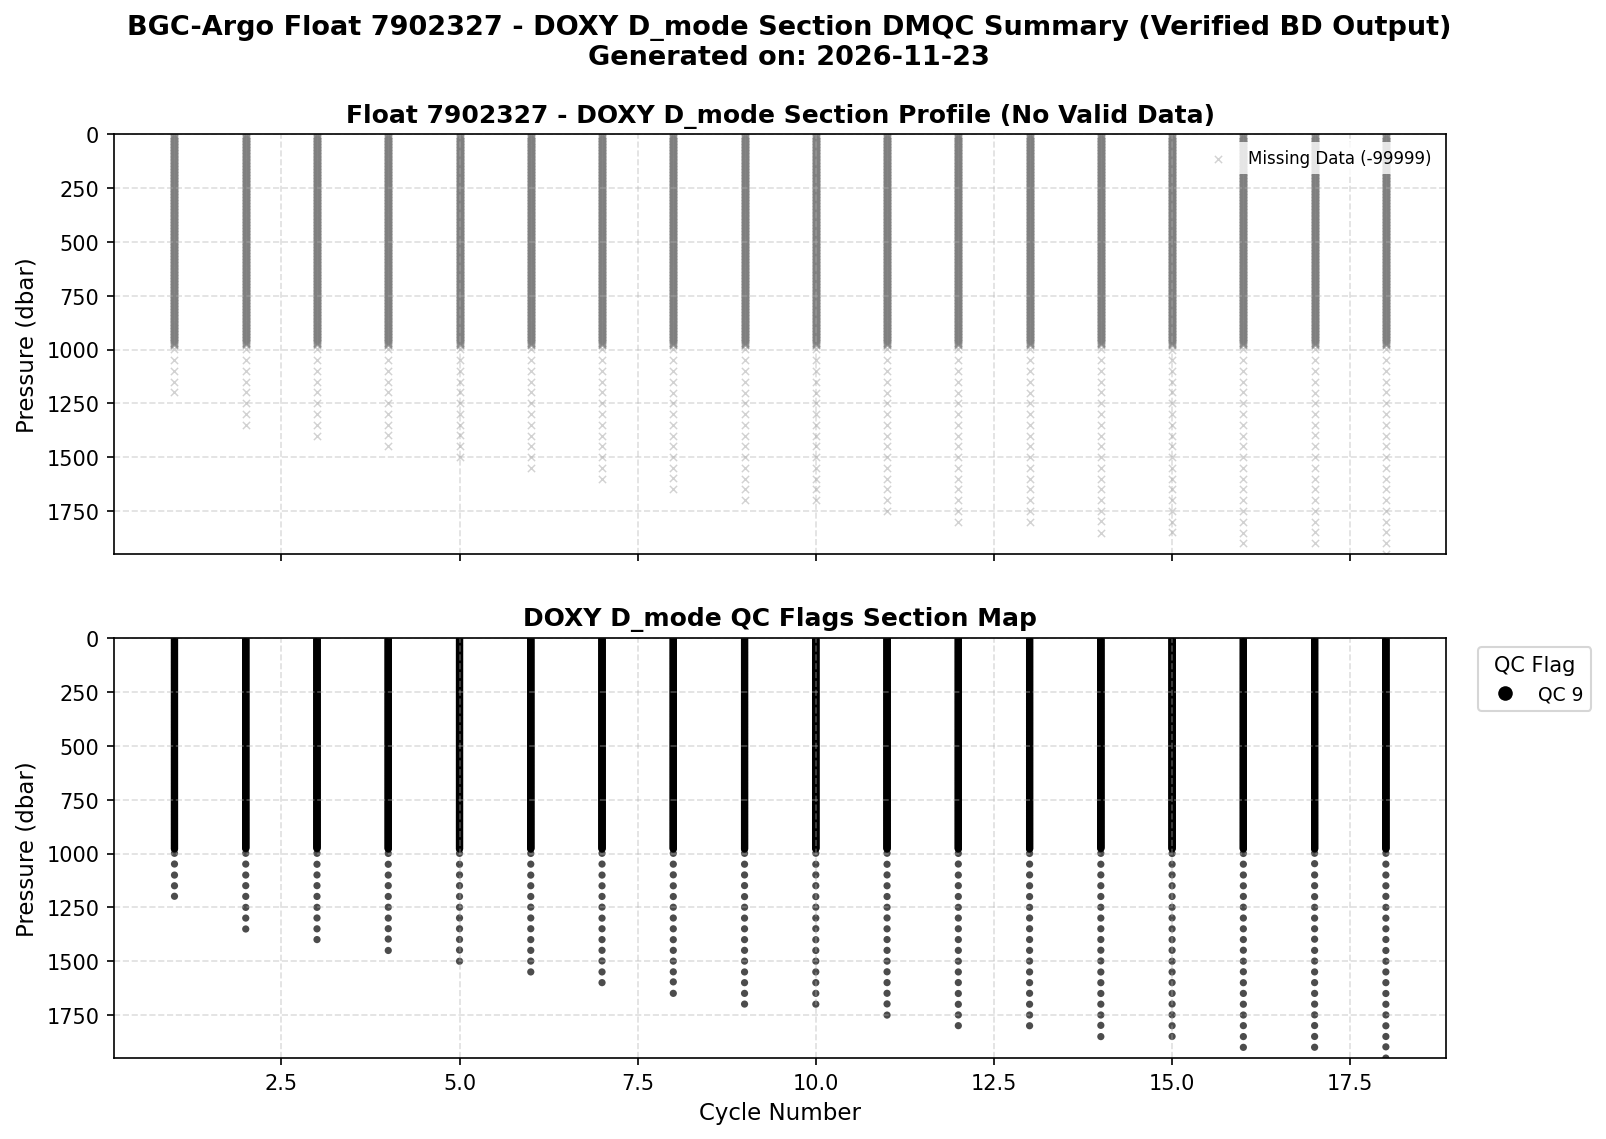 BGC-Argo Float 7902327 - DOXY D_mode Section DMQC Summary (Verified BD Output)
Generated on: 2026-11-23
Float 7902327 - DOXY D_mode Section Profile (No Valid Data)
Missing Data (-99999)
Pressure (dbar)
0
250
500
750
1000
1250
1500
1750
DOXY D_mode QC Flags Section Map
QC Flag
QC 9
Pressure (dbar)
0
250
500
750
1000
1250
1500
1750
2.5 5.0 7.5 10.0 12.5 15.0 17.5
Cycle Number